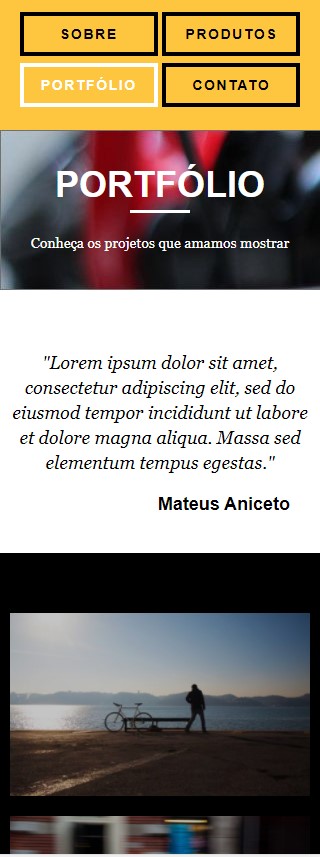 SOBRE
PRODUTOS
PORTFÓLIO
CONTATO
PORTFÓLIO
Conheça os projetos que amamos mostrar
"Lorem ipsum dolor sit amet,
consectetur adipiscing elit, sed do
eiusmod tempor incididunt ut labore
et dolore magna aliqua. Massa sed
elementum tempus egestas."
Mateus Aniceto